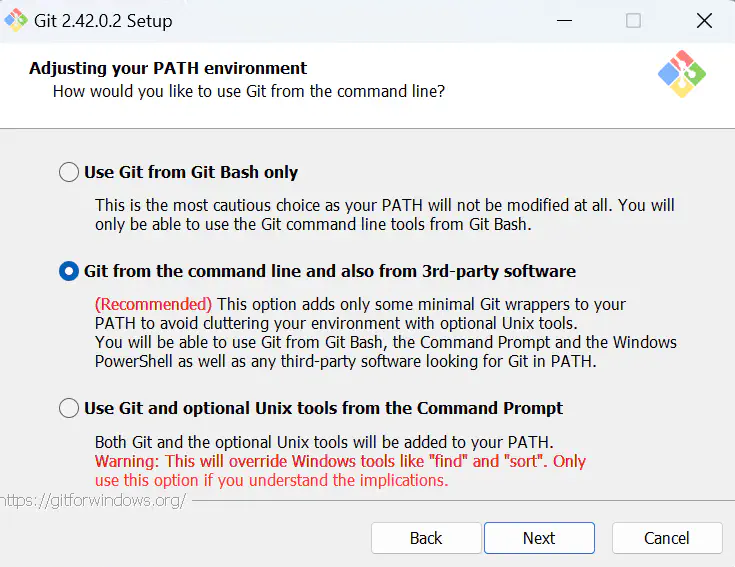 Git 2.42.0.2 Setup
Adjusting your PATH environment
How would you like to use Git from the command line?
Use Git from Git Bash only
This is the most cautious choice as your PATH will not be modified at all. You will
only be able to use the Git command line tools from Git Bash.
Git from the command line and also from 3rd-party software
(Recommended) This option adds only some minimal Git wrappers to your
PATH to avoid cluttering your environment with optional Unix tools.
You will be able to use Git from Git Bash, the Command Prompt and the Windows
PowerShell as well as any third-party software looking for Git in PATH.
Use Git and optional Unix tools from the Command Prompt
Both Git and the optional Unix tools will be added to your PATH.
Warning: This will override Windows tools like "find" and "sort". Only
use this option if you understand the implications.
https://gitforwindows.org/
Back Next Cancel